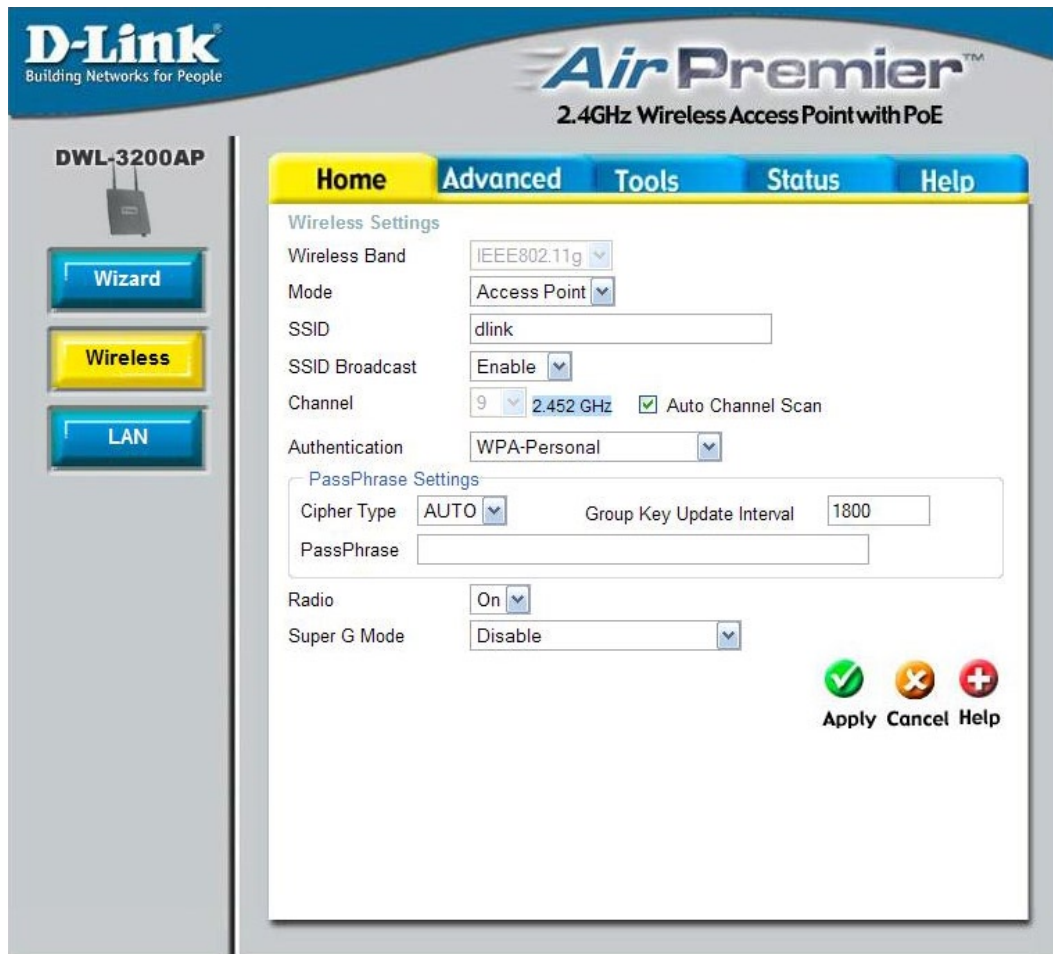 D-Link
Building Networks for People
Air Premier™
2.4GHz Wireless Access Point with PoE
DWL-3200AP
Wizard
Wireless
LAN
Home Advanced Tools Status Help
Wireless Settings
Wireless Band IEEE802.11g
Mode Access Point
SSID dlink
SSID Broadcast Enable
Channel 9 2.452 GHz Auto Channel Scan
Authentication WPA-Personal
PassPhrase Settings
Cipher Type AUTO Group Key Update Interval 1800
PassPhrase
Radio On
Super G Mode Disable
Apply Cancel Help